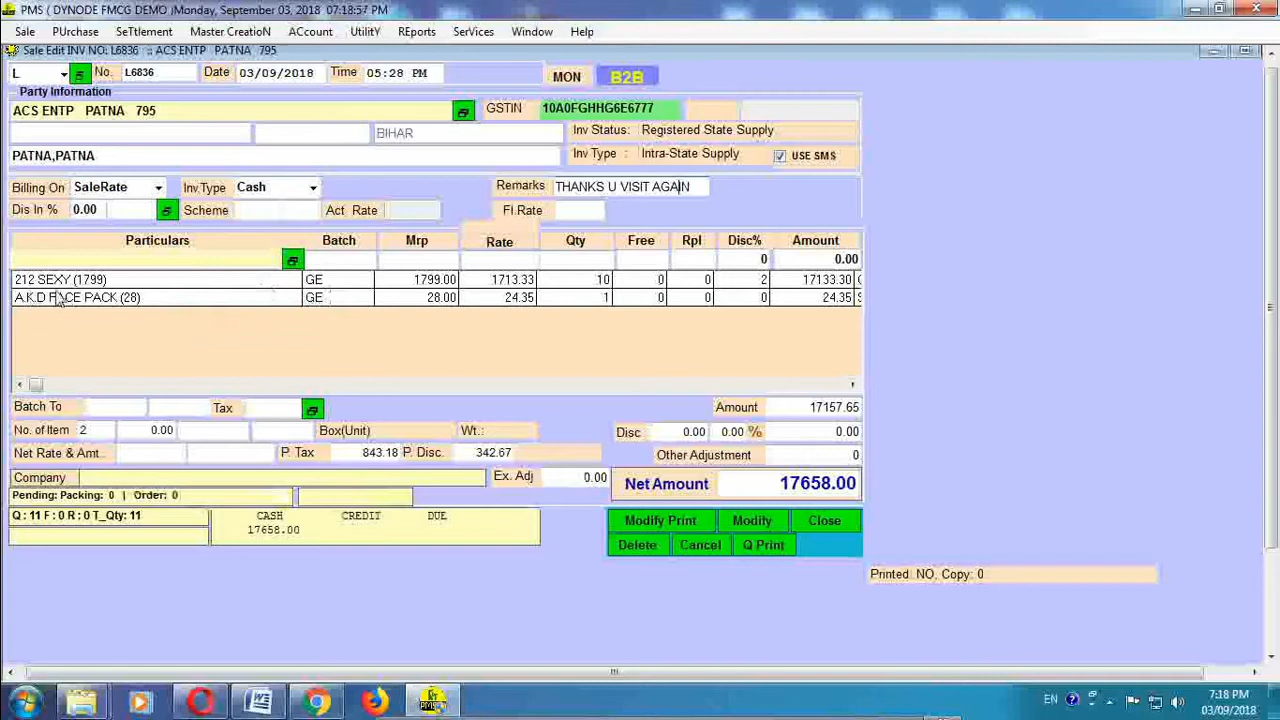 PMS ( DYNODE FMCG DEMO )Monday, September 03, 2018 - 7:18:57PM
Sale PUrchase SeTtlement Master CreatioN ACcount UtilitY REports SerVices Window Help
Sale Edit INV NO: L6836 :: ACS ENTP PATNA 795
L No. L6836 Date 03/09/2018 Time 05:28 PM MON B2B
Party Information
ACS ENTP PATNA 795 GSTIN 10A0FGHHG6E6777
BIHAR Inv Status: Registered State Supply
PATNA,PATNA Inv Type : Intra-State Supply USE SMS
Billing On SaleRate Inv.Type Cash Remarks THANKS U VISIT AGAIN
Dis In % 0.00 Scheme Act Rate Fl.Rate
Particulars Batch Mrp Rate Qty Free Rpl Disc% Amount
0 0.00
212 SEXY (1799) GE 1799.00 1713.33 10 0 0 2 17133.30
A.K.D FACE PACK (28) GE 28.00 24.35 1 0 0 0 24.35
Batch To Tax Amount 17157.65
No. of Item 2 0.00 Box(Unit) Wt.: Disc 0.00 0.00 % 0.00
Net Rate & Amt.. P. Tax 843.18 P. Disc. 342.67 Other Adjustment 0
Company Ex. Adj 0.00 Net Amount 17658.00
Pending: Packing: 0 | Order: 0
Q : 11 F : 0 R : 0 T_Qty: 11 CASH CREDIT DUE
17658.00
Modify Print Modify Close
Delete Cancel Q Print
Printed: NO. Copy: 0
EN 7:18 PM
03/09/2018